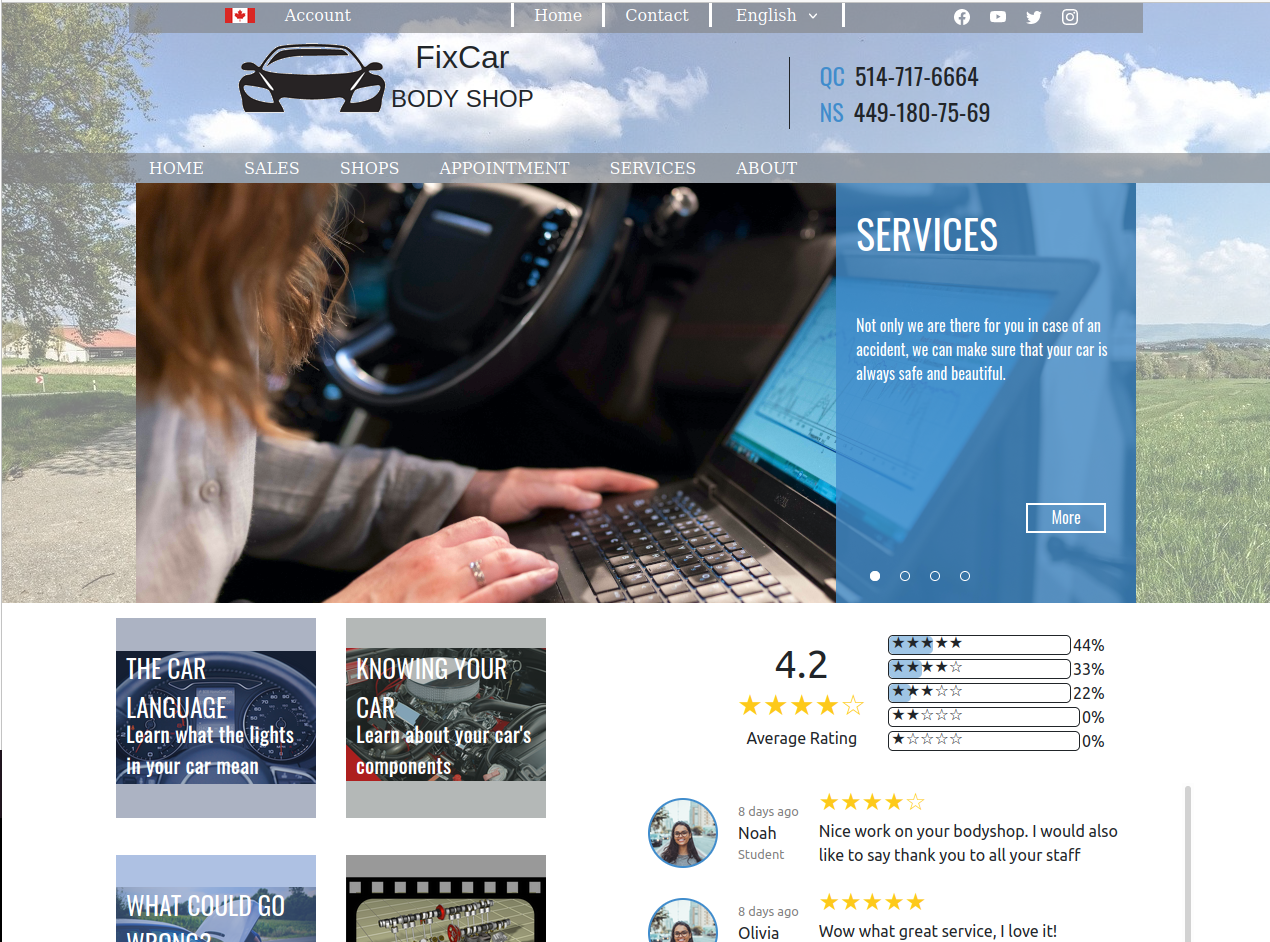 Account
Home
Contact
English
FixCar
BODY SHOP
QC 514-717-6664
NS 449-180-75-69
HOME
SALES
SHOPS
APPOINTMENT
SERVICES
ABOUT
SERVICES
Not only we are there for you in case of an
accident, we can make sure that your car is
always safe and beautiful.
More
THE CAR
LANGUAGE
Learn what the lights
in your car mean
KNOWING YOUR
CAR
Learn about your car's
components
4.2
★★★★☆
Average Rating
★★★★★ 44%
★★★★☆ 33%
★★★☆☆ 22%
★★☆☆☆ 0%
★☆☆☆☆ 0%
8 days ago
Noah
Student
★★★★☆
Nice work on your bodyshop. I would also
like to say thank you to all your staff
WHAT COULD GO
WRONG?
8 days ago
Olivia
★★★★★
Wow what great service, I love it!